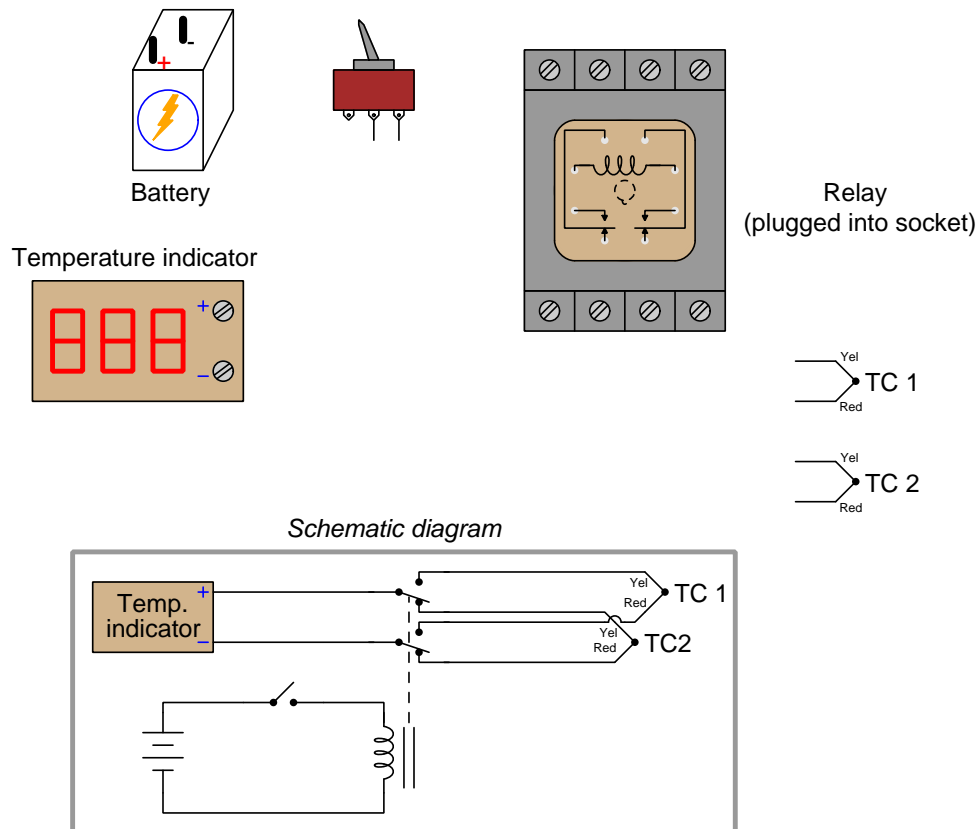 +
-
Battery
Relay
(plugged into socket)
Temperature indicator
888
+
–
Yel
TC 1
Red
Yel
TC 2
Red
Schematic diagram
Temp.
indicator
+
–
Yel
Red
TC 1
Yel
Red
TC2